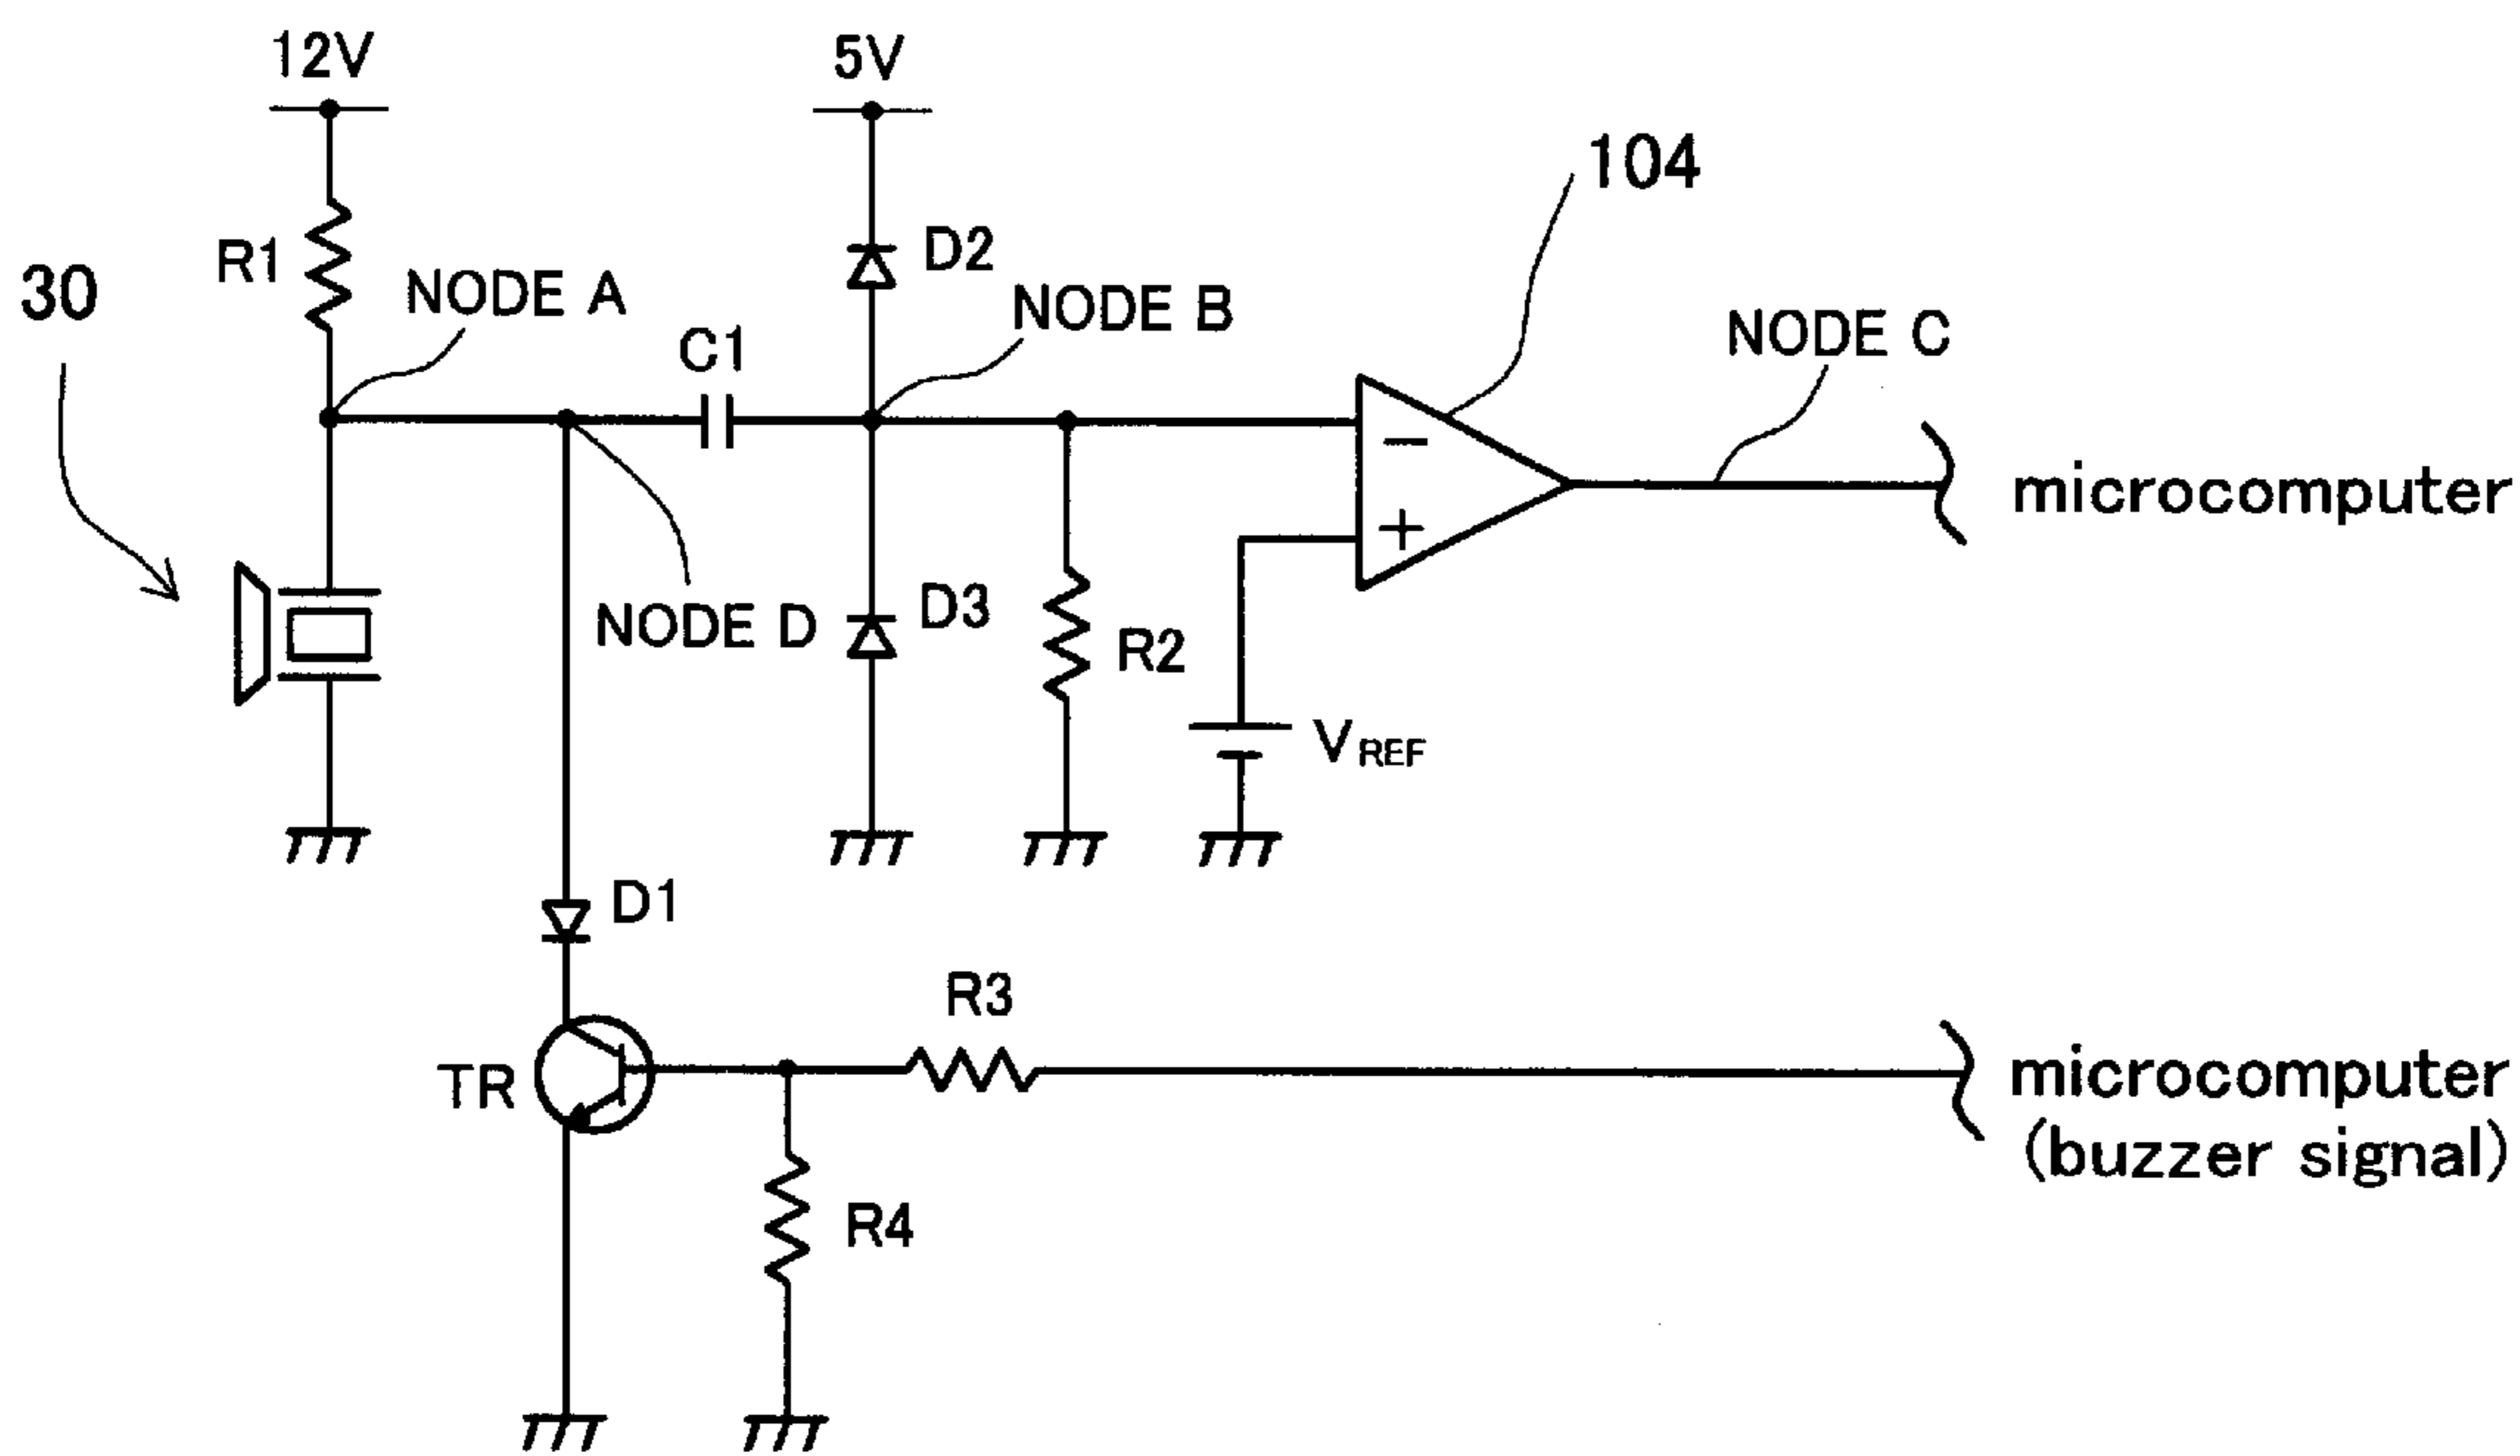 12V
5V
104
R1
D2
30
NODE A
NODE B
C1
NODE C
−
microcomputer
+
D3
NODE D
R2
VREF
D1
R3
TR
microcomputer
(buzzer signal)
R4